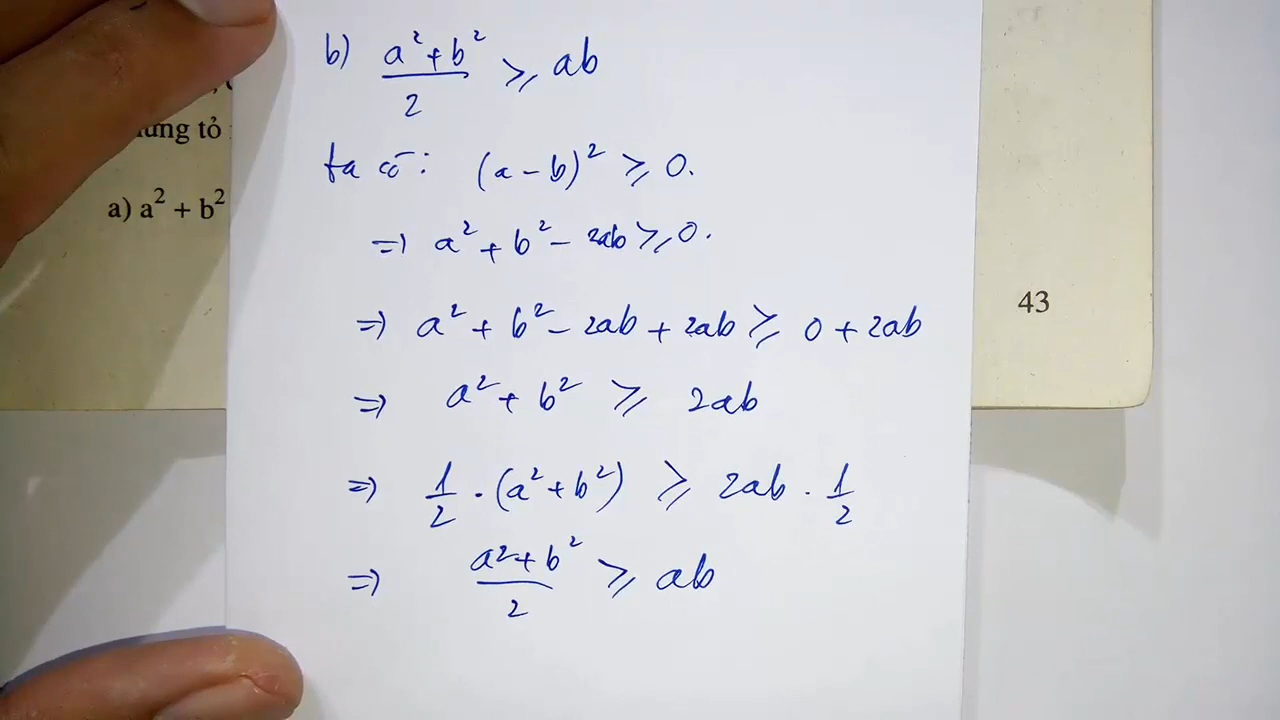 b) (a² + b²)/2 ⩾ ab
ứng tỏ
ta có: (a - b)² ⩾ 0.
a) a² + b²
=> a² + b² - 2ab ⩾ 0.
43
=> a² + b² - 2ab + 2ab ⩾ 0 + 2ab
=> a² + b² ⩾ 2ab
=> 1/2 . (a² + b²) ⩾ 2ab . 1/2
=> (a² + b²)/2 ⩾ ab